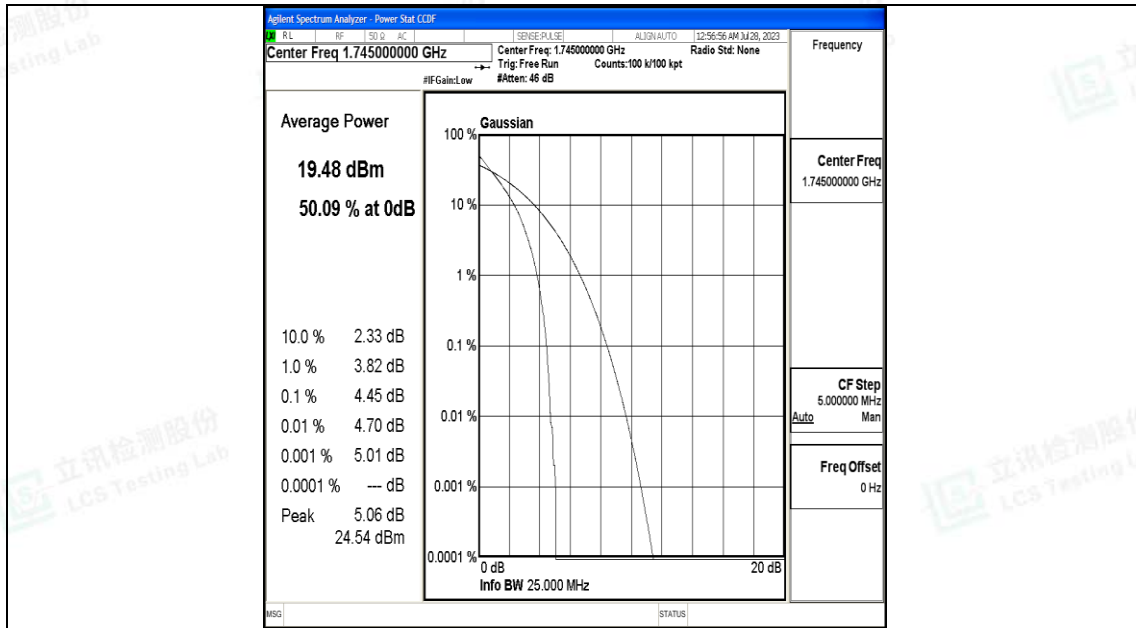 Agilent Spectrum Analyzer - Power Stat CCDF
RL RF 50 Ω AC SENSE:PULSE ALIGN AUTO 12:56:56 AM Jul 28, 2023
Center Freq 1.745000000 GHz
Center Freq: 1.745000000 GHz Radio Std: None
Trig: Free Run Counts:100 k/100 kpt
#IFGain:Low #Atten: 46 dB
Frequency
Average Power
19.48 dBm
50.09 % at 0dB
10.0 % 2.33 dB
1.0 % 3.82 dB
0.1 % 4.45 dB
0.01 % 4.70 dB
0.001 % 5.01 dB
0.0001 % --- dB
Peak 5.06 dB
24.54 dBm
Gaussian
100 %
10 %
1 %
0.1 %
0.01 %
0.001 %
0.0001 %
0 dB 20 dB
Info BW 25.000 MHz
Center Freq
1.745000000 GHz
CF Step
5.000000 MHz
Auto Man
Freq Offset
0 Hz
MSG STATUS
立讯检测股份
LCS Testing Lab
立讯检测股份
LCS Testing L